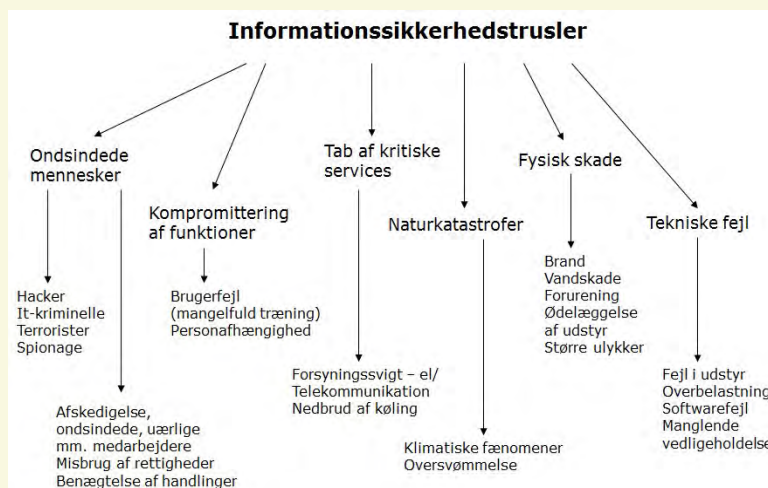 Informationssikkerhedstrusler
Ondsindede
mennesker
Hacker
It-kriminelle
Terrorister
Spionage
Afskedigelse,
ondsindede, uærlige
mm. medarbejdere
Misbrug af rettigheder
Benægtelse af handlinger
Kompromittering
af funktioner
Brugerfejl
(mangelfuld træning)
Personafhængighed
Tab af kritiske
services
Forsyningssvigt – el/
Telekommunikation
Nedbrud af køling
Naturkatastrofer
Klimatiske fænomener
Oversvømmelse
Fysisk skade
Brand
Vandskade
Forurening
Ødelæggelse
af udstyr
Større ulykker
Tekniske fejl
Fejl i udstyr
Overbelastning
Softwarefejl
Manglende
vedligeholdelse